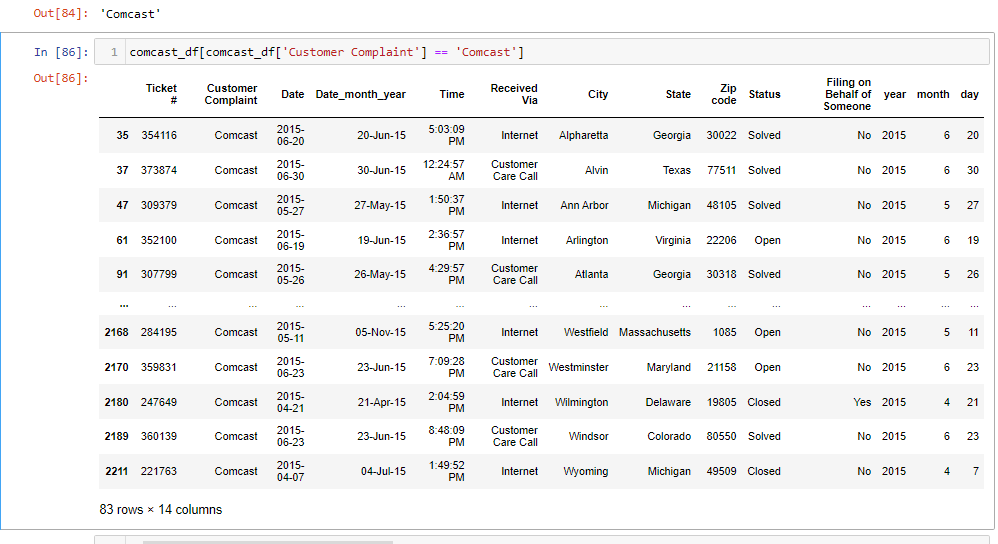 Out[84]: 'Comcast'
In [86]: 1 comcast_df[comcast_df['Customer Complaint'] == 'Comcast']
Out[86]:
Ticket # Customer Complaint Date Date_month_year Time Received Via City State Zip code Status Filing on Behalf of Someone year month day
35 354116 Comcast 2015-06-20 20-Jun-15 5:03:09 PM Internet Alpharetta Georgia 30022 Solved No 2015 6 20
37 373874 Comcast 2015-06-30 30-Jun-15 12:24:57 AM Customer Care Call Alvin Texas 77511 Solved No 2015 6 30
47 309379 Comcast 2015-05-27 27-May-15 1:50:37 PM Internet Ann Arbor Michigan 48105 Solved No 2015 5 27
61 352100 Comcast 2015-06-19 19-Jun-15 2:36:57 PM Internet Arlington Virginia 22206 Open No 2015 6 19
91 307799 Comcast 2015-05-26 26-May-15 4:29:57 PM Customer Care Call Atlanta Georgia 30318 Solved No 2015 5 26
... ... ... ... ... ... ... ... ... ... ... ... ... ... ...
2168 284195 Comcast 2015-05-11 05-Nov-15 5:25:20 PM Internet Westfield Massachusetts 1085 Open No 2015 5 11
2170 359831 Comcast 2015-06-23 23-Jun-15 7:09:28 PM Customer Care Call Westminster Maryland 21158 Open No 2015 6 23
2180 247649 Comcast 2015-04-21 21-Apr-15 2:04:59 PM Internet Wilmington Delaware 19805 Closed Yes 2015 4 21
2189 360139 Comcast 2015-06-23 23-Jun-15 8:48:09 PM Customer Care Call Windsor Colorado 80550 Solved No 2015 6 23
2211 221763 Comcast 2015-04-07 04-Jul-15 1:49:52 PM Internet Wyoming Michigan 49509 Closed No 2015 4 7
83 rows × 14 columns